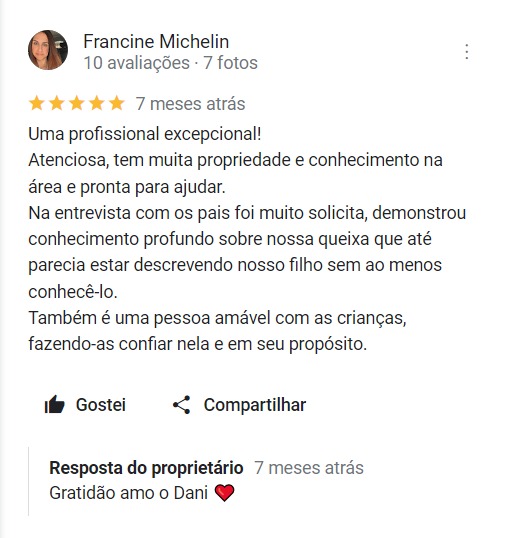 Francine Michelin
10 avaliações · 7 fotos
7 meses atrás
Uma profissional excepcional!
Atenciosa, tem muita propriedade e conhecimento na
área e pronta para ajudar.
Na entrevista com os pais foi muito solicita, demonstrou
conhecimento profundo sobre nossa queixa que até
parecia estar descrevendo nosso filho sem ao menos
conhecê-lo.
Também é uma pessoa amável com as crianças,
fazendo-as confiar nela e em seu propósito.
Gostei Compartilhar
Resposta do proprietário 7 meses atrás
Gratidão amo o Dani ❤️